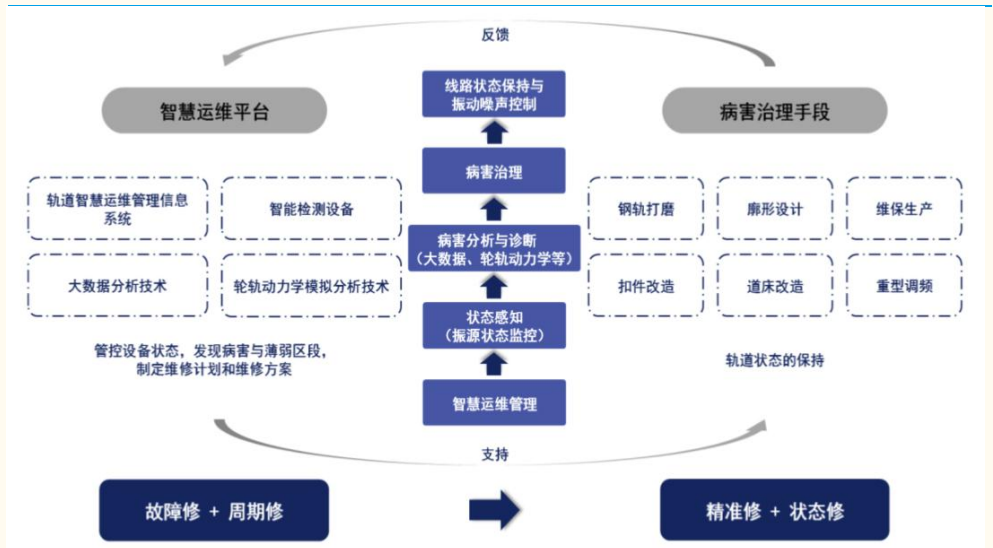 反馈
智慧运维平台
线路状态保持与
振动噪声控制
病害治理手段
病害治理
轨道智慧运维管理信息
系统
智能检测设备
钢轨打磨
廓形设计
维保生产
病害分析与诊断
（大数据、轮轨动力学等）
大数据分析技术
轮轨动力学模拟分析技术
扣件改造
道床改造
重型调频
状态感知
（振源状态监控）
管控设备状态，发现病害与薄弱区段，
制定维修计划和维修方案
轨道状态的保持
智慧运维管理
支持
故障修 + 周期修
精准修 + 状态修